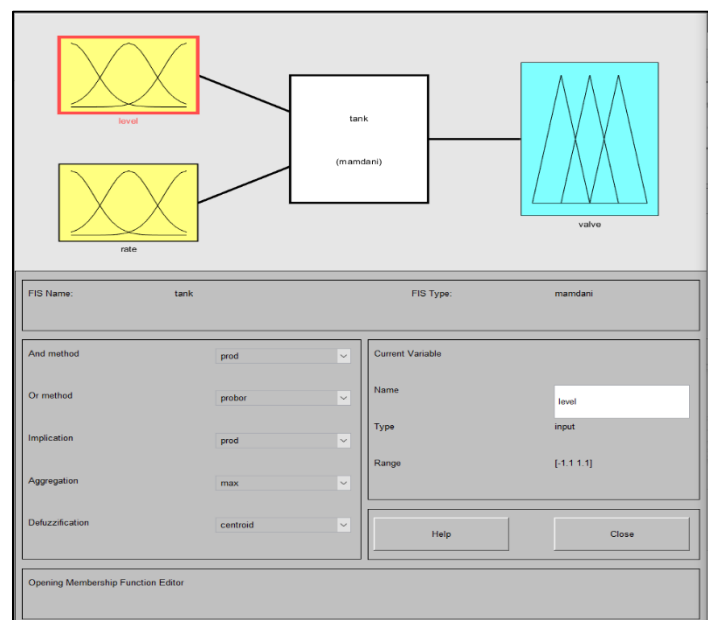 level
tank
(mamdani)
rate
valve
FIS Name: tank FIS Type: mamdani
And method prod
Or method probor
Implication prod
Aggregation max
Defuzzification centroid
Current Variable
Name level
Type input
Range [-1.1 1.1]
Help Close
Opening Membership Function Editor